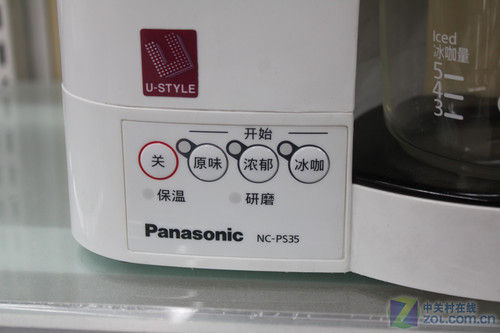 U-STYLE
Iced
冰咖量
5
4
3
开始
关 原味 浓郁 冰咖
保温 研磨
Panasonic NC-PS35
中关村在线
zol.com.cn